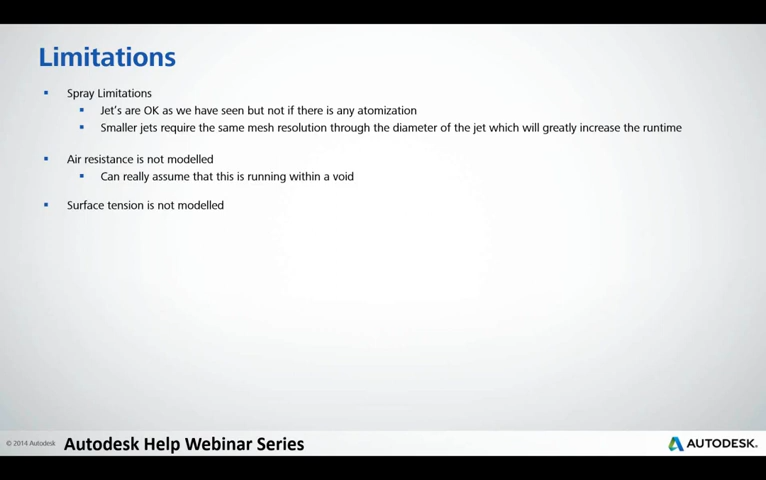 Limitations
Spray Limitations
Jet's are OK as we have seen but not if there is any atomization
Smaller jets require the same mesh resolution through the diameter of the jet which will greatly increase the runtime
Air resistance is not modelled
Can really assume that this is running within a void
Surface tension is not modelled
© 2014 Autodesk
Autodesk Help Webinar Series
AUTODESK.